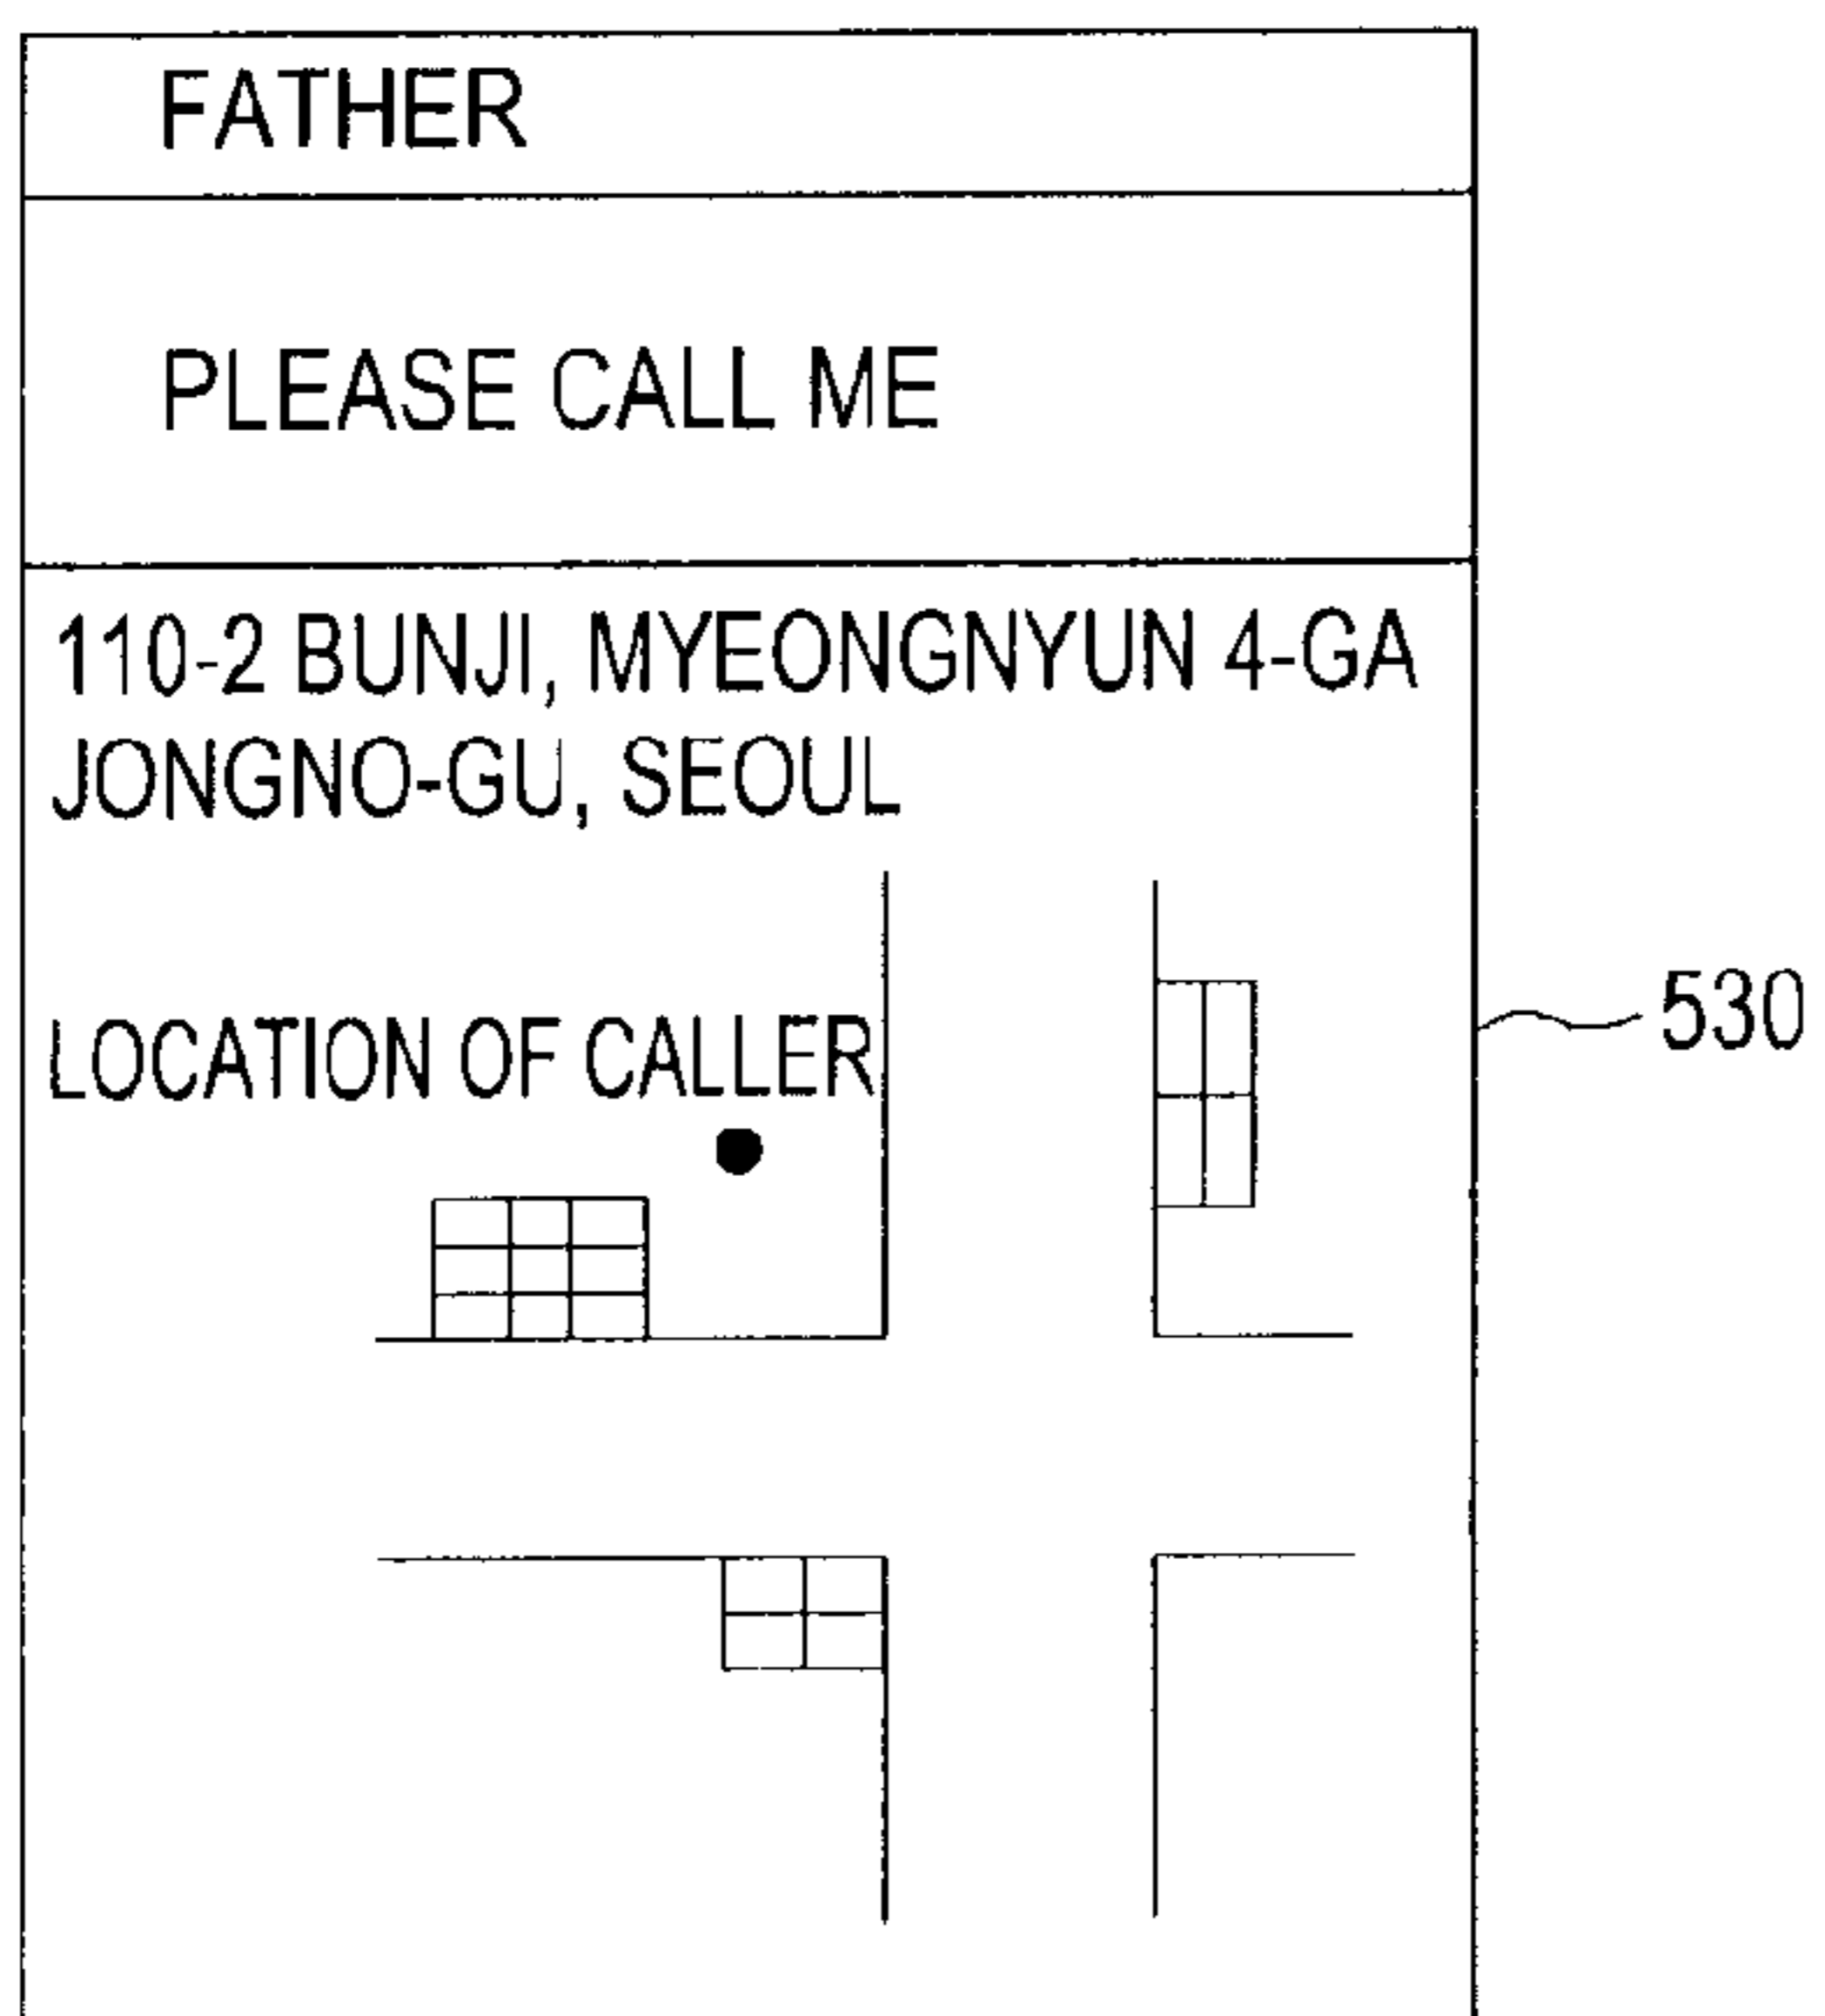 FATHER
PLEASE CALL ME
110-2 BUNJI, MYEONGNYUN 4-GA
JONGNO-GU, SEOUL
LOCATION OF CALLER
530